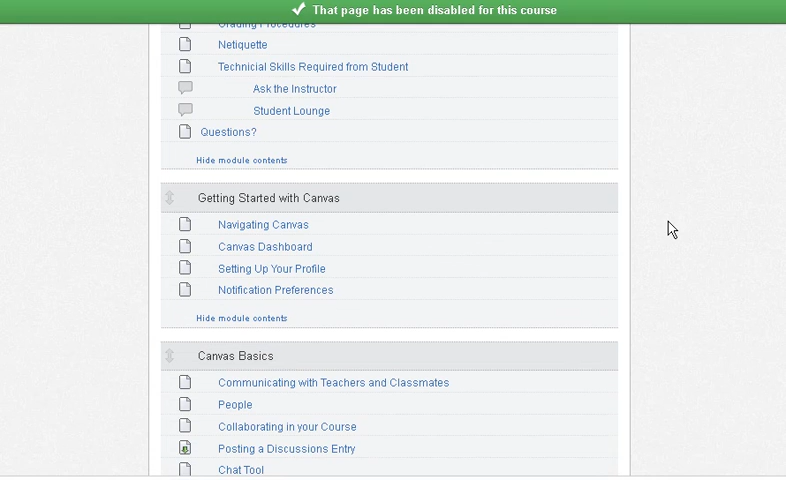 That page has been disabled for this course
Grading Procedures
Netiquette
Technicial Skills Required from Student
Ask the Instructor
Student Lounge
Questions?
Hide module contents
Getting Started with Canvas
Navigating Canvas
Canvas Dashboard
Setting Up Your Profile
Notification Preferences
Hide module contents
Canvas Basics
Communicating with Teachers and Classmates
People
Collaborating in your Course
Posting a Discussions Entry
Chat Tool